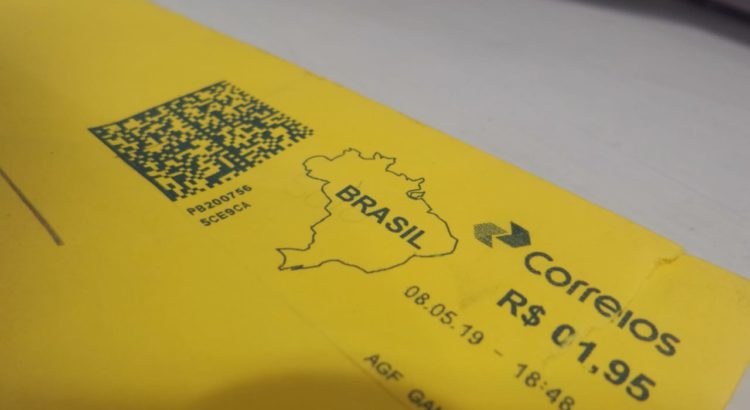 PB200756
5CE9CA
BRASIL
Correios
R$ 01,95
08.05.19 - 18:48
AGF